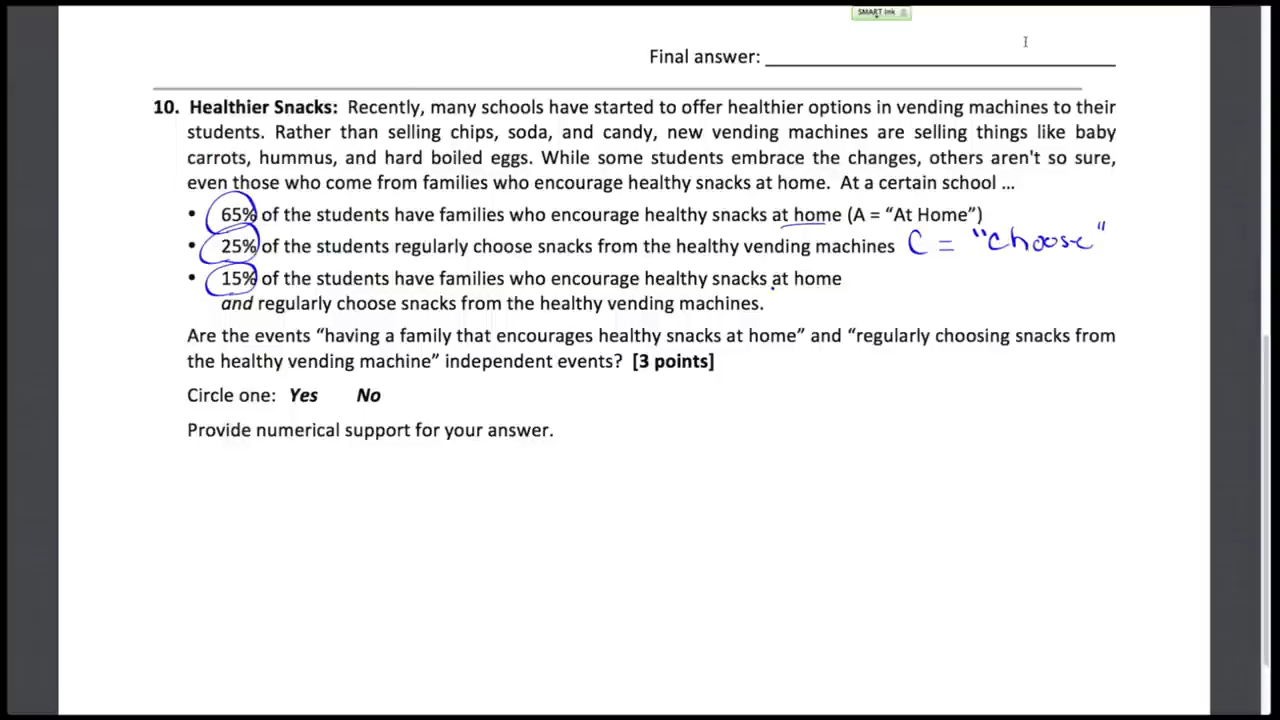 SMART Ink
Final answer:
10. Healthier Snacks: Recently, many schools have started to offer healthier options in vending machines to their
students. Rather than selling chips, soda, and candy, new vending machines are selling things like baby
carrots, hummus, and hard boiled eggs. While some students embrace the changes, others aren't so sure,
even those who come from families who encourage healthy snacks at home. At a certain school ...
• 65% of the students have families who encourage healthy snacks at home (A = “At Home”)
• 25% of the students regularly choose snacks from the healthy vending machines C = "choose"
• 15% of the students have families who encourage healthy snacks at home
and regularly choose snacks from the healthy vending machines.
Are the events “having a family that encourages healthy snacks at home” and “regularly choosing snacks from
the healthy vending machine” independent events? [3 points]
Circle one: Yes No
Provide numerical support for your answer.